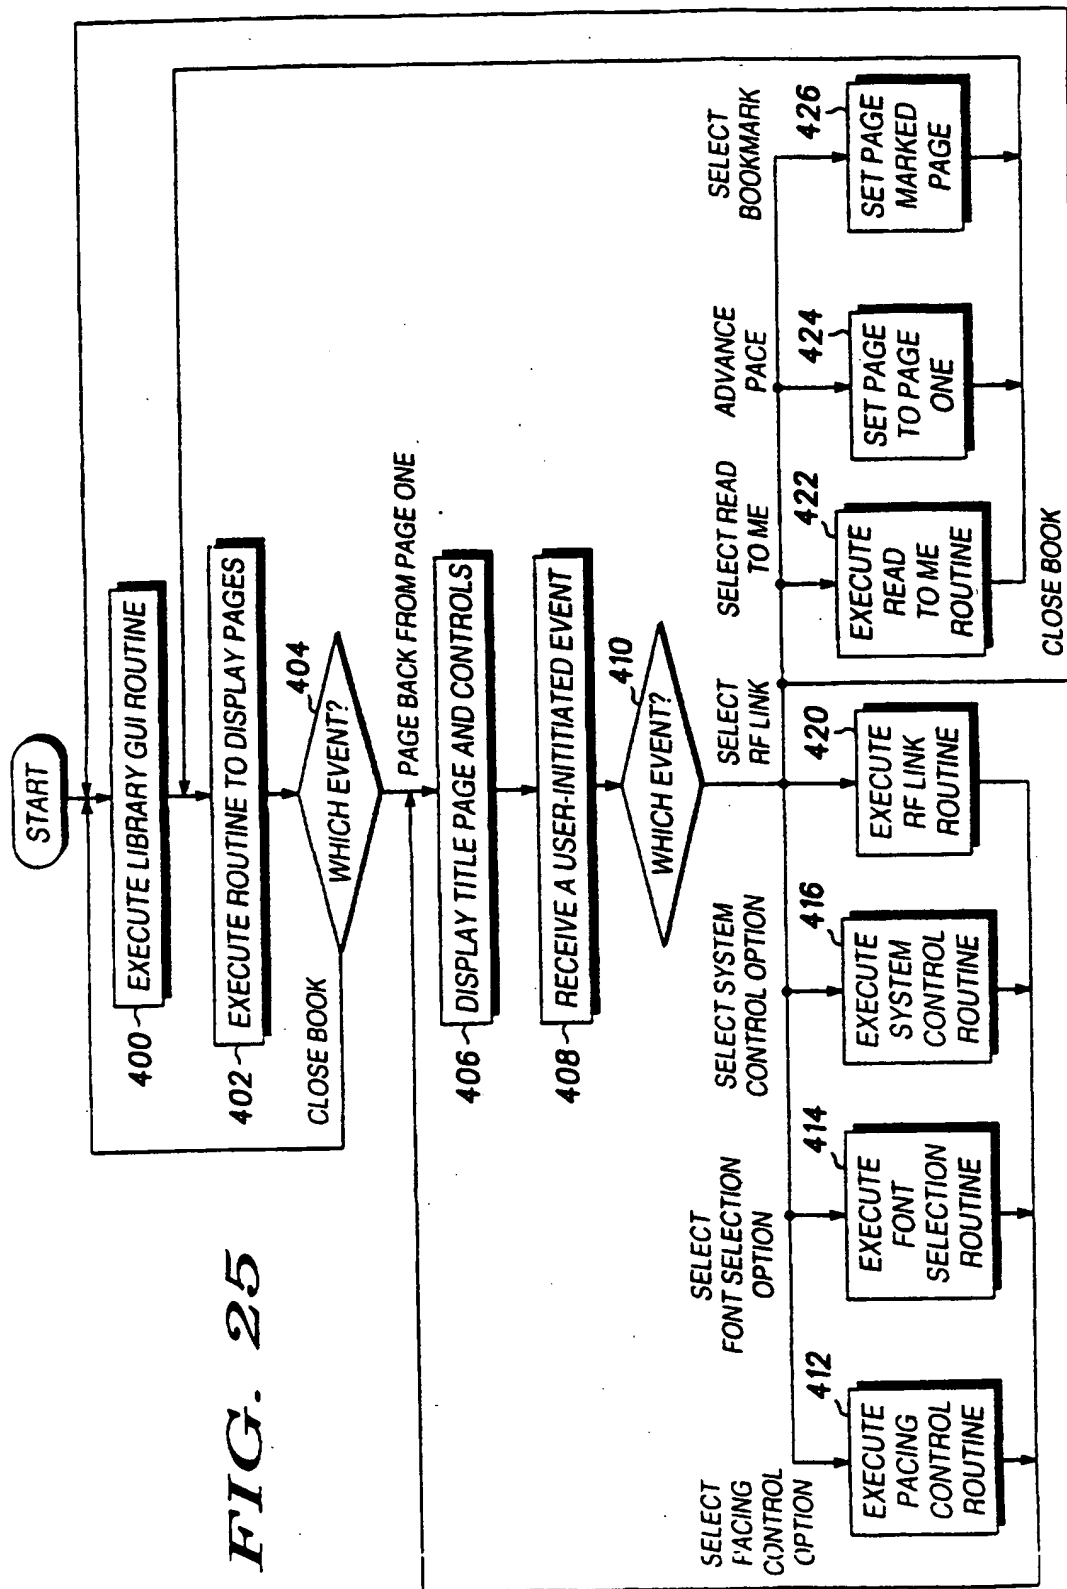 FIG. 25
START
EXECUTE LIBRARY GUI ROUTINE
400
EXECUTE ROUTINE TO DISPLAY PAGES
402
WHICH EVENT?
404
CLOSE BOOK
PAGE BACK FROM PAGE ONE
DISPLAY TITLE PAGE AND CONTROLS
406
RECEIVE A USER-INITITIATED EVENT
408
WHICH EVENT?
410
SELECT
PACING
CONTROL
OPTION
412
EXECUTE
PACING
CONTROL
ROUTINE
SELECT
FONT SELECTION
OPTION
414
EXECUTE
FONT
SELECTION
ROUTINE
SELECT SYSTEM
CONTROL OPTION
416
EXECUTE
SYSTEM
CONTROL
ROUTINE
SELECT
RF LINK
420
EXECUTE
RF LINK
ROUTINE
SELECT READ
TO ME
422
EXECUTE
READ
TO ME
ROUTINE
ADVANCE
PACE
424
SET PAGE
TO PAGE
ONE
SELECT
BOOKMARK
426
SET PAGE
MARKED
PAGE
CLOSE BOOK